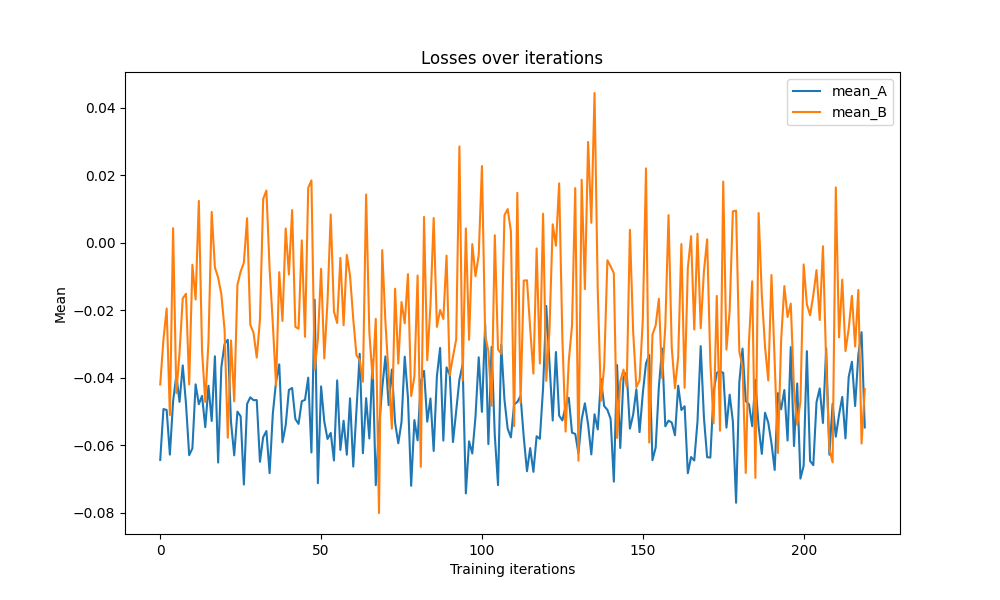 Losses over iterations
mean_A
mean_B
0.04
0.02
0.00
−0.02
−0.04
−0.06
−0.08
Mean
0
50
100
150
200
Training iterations